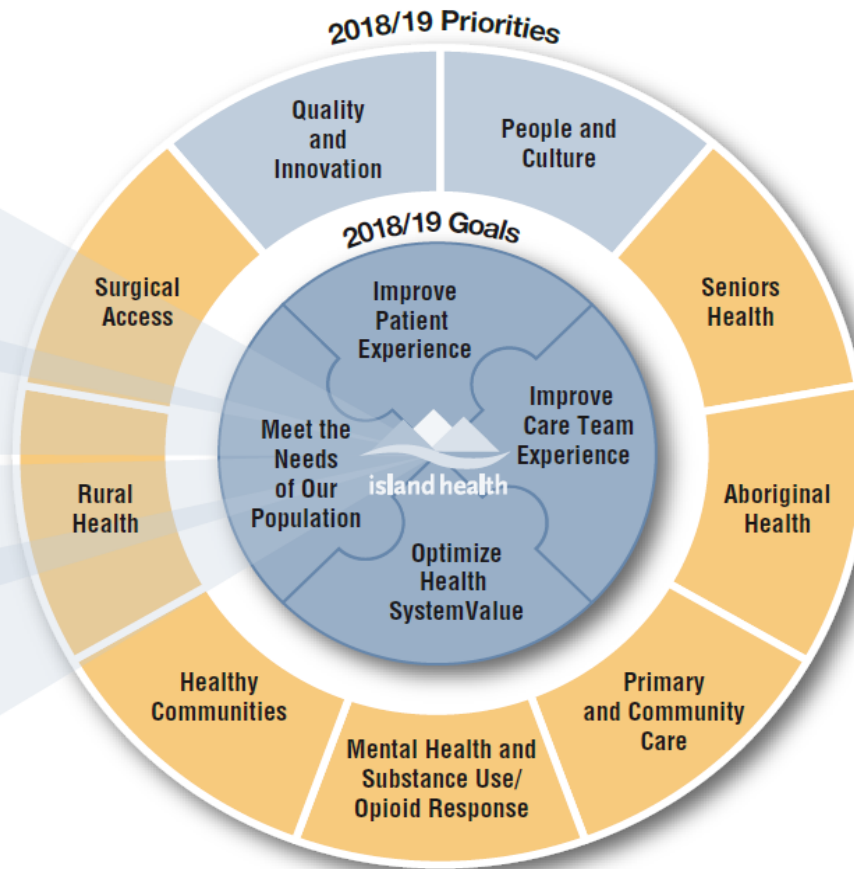 2018/19 Priorities
Quality
and
Innovation
People and
Culture
Seniors
Health
Aboriginal
Health
Primary
and Community
Care
Mental Health and
Substance Use/
Opioid Response
Healthy
Communities
Rural
Health
Surgical
Access
2018/19 Goals
Improve
Patient
Experience
Improve
Care Team
Experience
Optimize
Health
SystemValue
Meet the
Needs
of Our
Population
island health